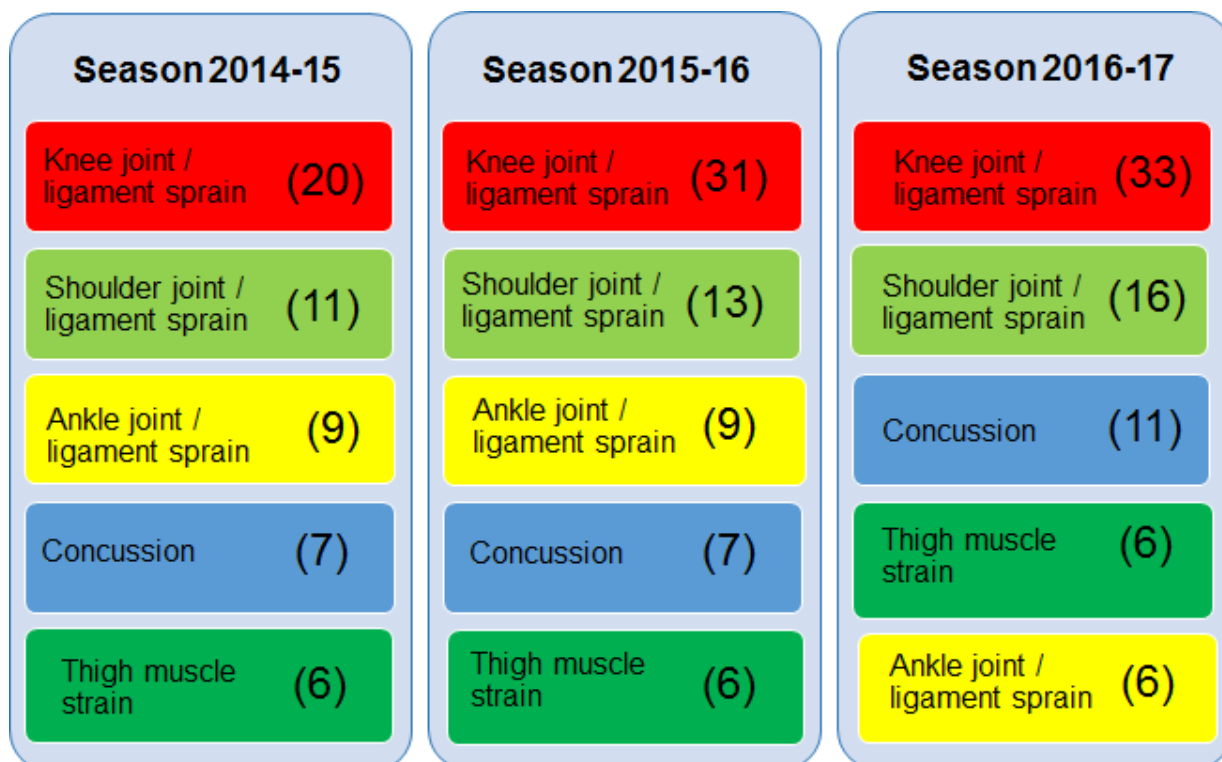 Season 2014-15
Knee joint /
ligament sprain (20)
Shoulder joint /
ligament sprain (11)
Ankle joint /
ligament sprain (9)
Concussion (7)
Thigh muscle
strain (6)
Season 2015-16
Knee joint /
ligament sprain (31)
Shoulder joint /
ligament sprain (13)
Ankle joint /
ligament sprain (9)
Concussion (7)
Thigh muscle
strain (6)
Season 2016-17
Knee joint /
ligament sprain (33)
Shoulder joint /
ligament sprain (16)
Concussion (11)
Thigh muscle
strain (6)
Ankle joint /
ligament sprain (6)